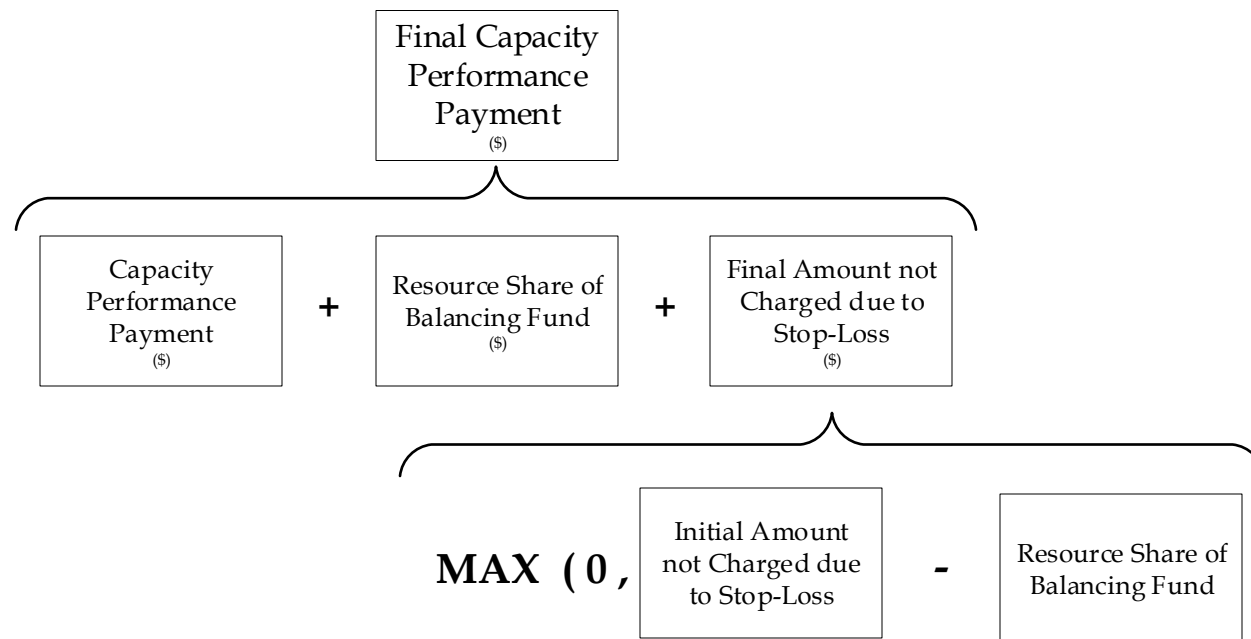 Final Capacity
Performance
Payment
($)
Capacity
Performance
Payment
($)
+
Resource Share of
Balancing Fund
($)
+
Final Amount not
Charged due to
Stop-Loss
($)
MAX ( 0 ,
Initial Amount
not Charged due
to Stop-Loss
-
Resource Share of
Balancing Fund